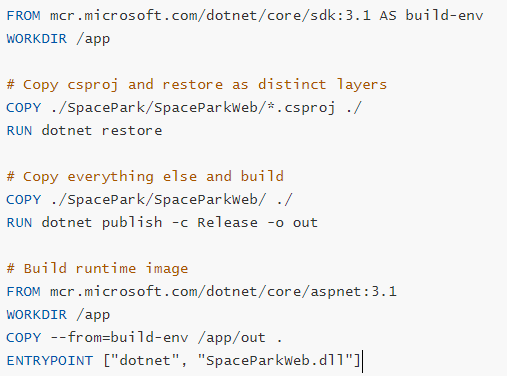 FROM mcr.microsoft.com/dotnet/core/sdk:3.1 AS build-env
WORKDIR /app
# Copy csproj and restore as distinct layers
COPY ./SpacePark/SpaceParkWeb/*.csproj ./
RUN dotnet restore
# Copy everything else and build
COPY ./SpacePark/SpaceParkWeb/ ./
RUN dotnet publish -c Release -o out
# Build runtime image
FROM mcr.microsoft.com/dotnet/core/aspnet:3.1
WORKDIR /app
COPY --from=build-env /app/out .
ENTRYPOINT ["dotnet", "SpaceParkWeb.dll"]